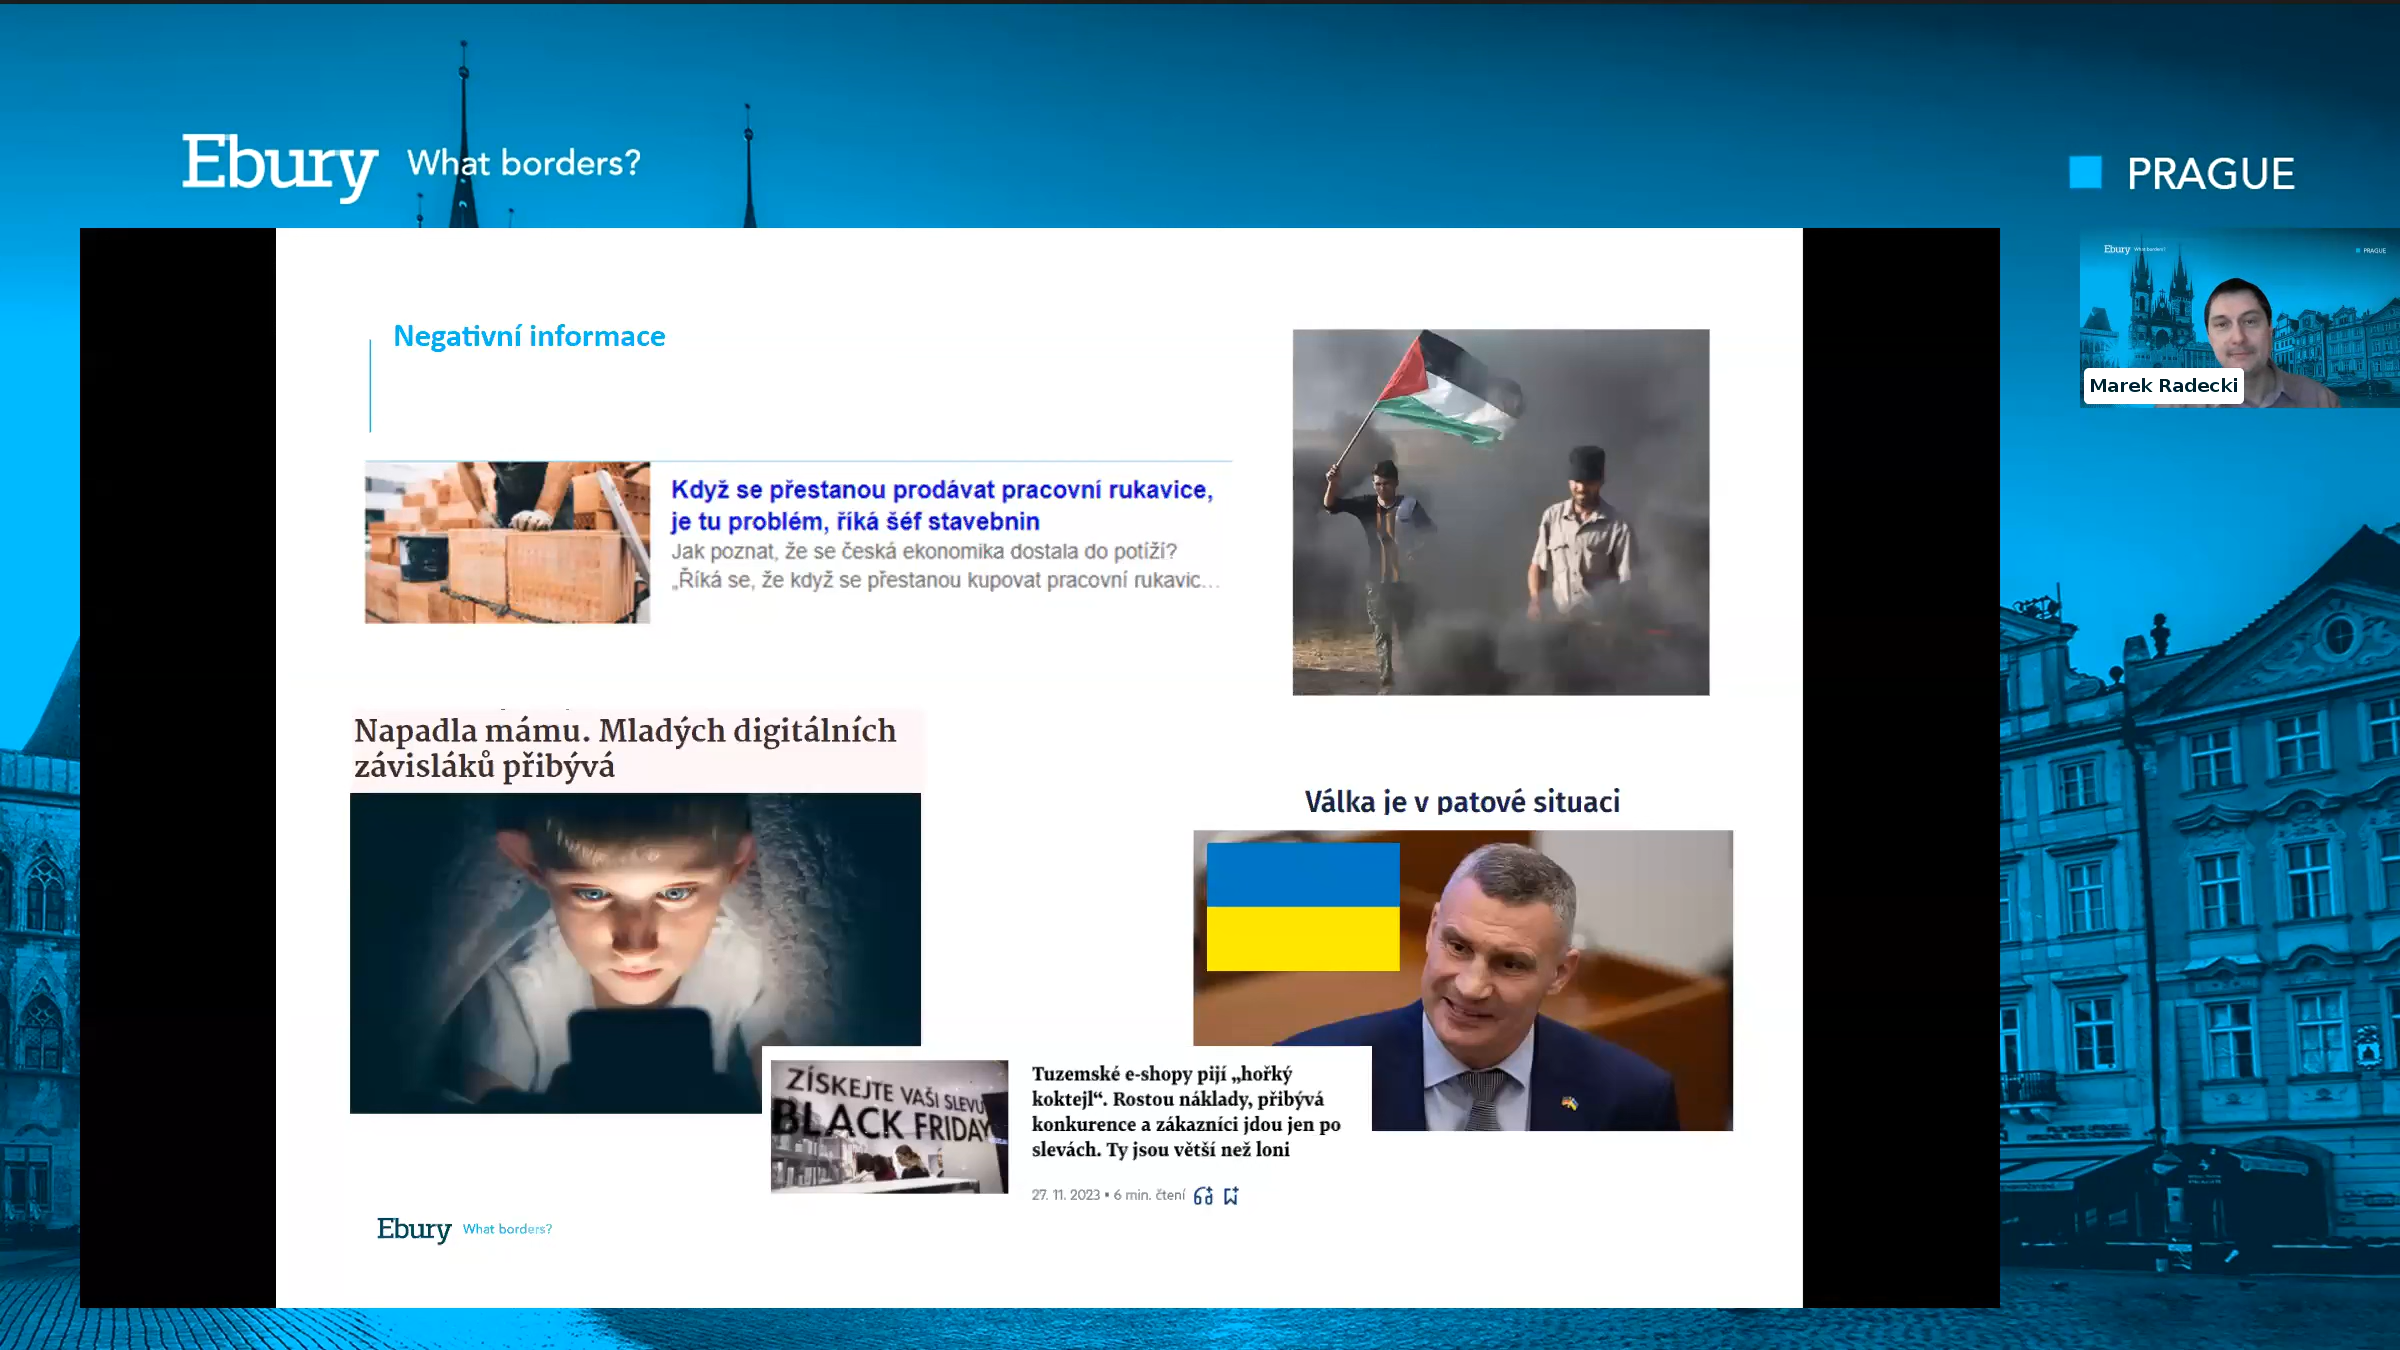 Ebury What borders?
PRAGUE
Ebury What borders?
PRAGUE
Marek Radecki
Negativní informace
Když se přestanou prodávat pracovní rukavice,
je tu problém, říká šéf stavebnin
Jak poznat, že se česká ekonomika dostala do potíží?
„Říká se, že když se přestanou kupovat pracovní rukavic...
Napadla mámu. Mladých digitálních
závisláků přibývá
Válka je v patové situaci
ZÍSKEJTE VAŠI SLEVU
BLACK FRIDAY
Tuzemské e-shopy pijí „hořký
koktejl“. Rostou náklady, přibývá
konkurence a zákazníci jdou jen po
slevách. Ty jsou větší než loni
27. 11. 2023 ▪ 6 min. čtení
Ebury What borders?